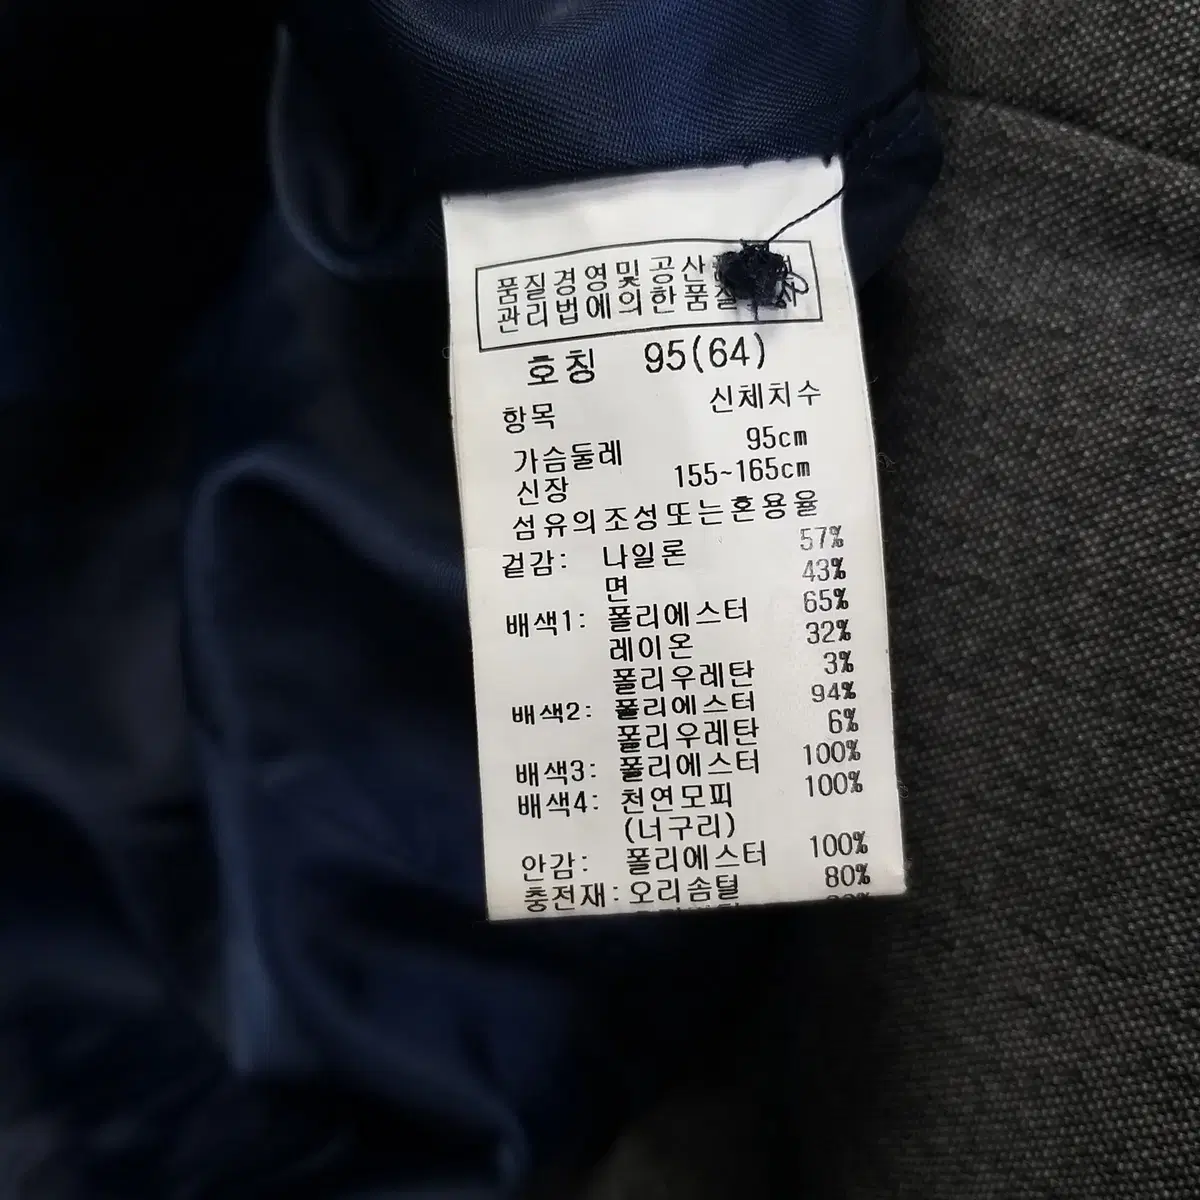 품질경영및공산
관리법에의한품질
호칭 95(64)
항목 신체치수
가슴둘레 95cm
신장 155~165cm
섬유의조성또는혼용율
겉감: 나일론 57%
면 43%
배색1: 폴리에스터 65%
레이온 32%
폴리우레탄 3%
배색2: 폴리에스터 94%
폴리우레탄 6%
배색3: 폴리에스터 100%
배색4: 천연모피 100%
(너구리)
안감: 폴리에스터 100%
충전재: 오리솜털 80%